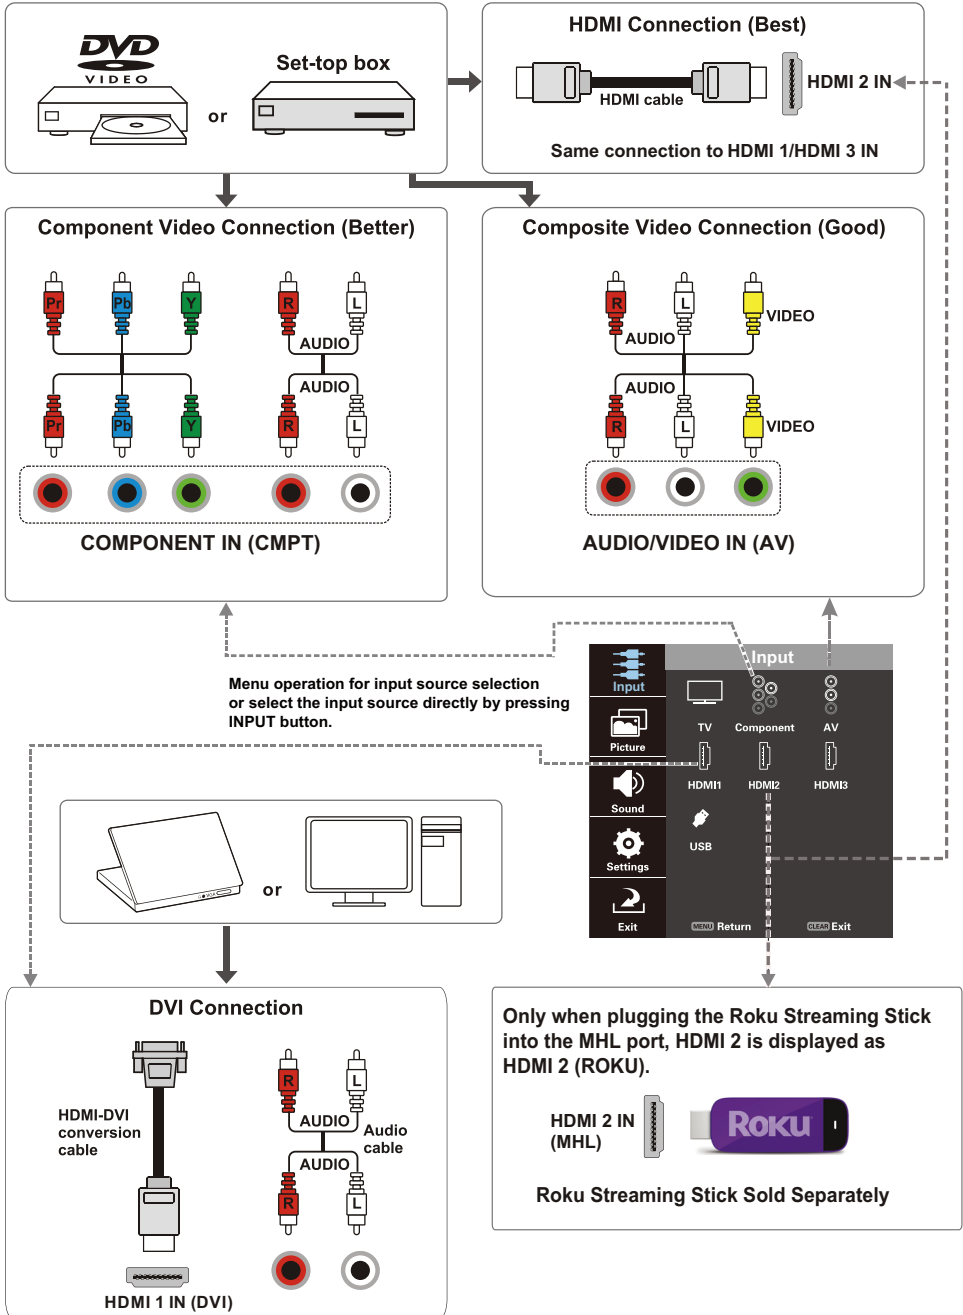 DVD
VIDEO
or
Set-top box
HDMI Connection (Best)
HDMI cable
HDMI 2 IN
Same connection to HDMI 1/HDMI 3 IN
Component Video Connection (Better)
Pr Pb Y R L
AUDIO
AUDIO
Pr Pb Y R L
COMPONENT IN (CMPT)
Composite Video Connection (Good)
R L VIDEO
AUDIO
AUDIO
R L VIDEO
AUDIO/VIDEO IN (AV)
Menu operation for input source selection
or select the input source directly by pressing
INPUT button.
Input
Input
Picture
Sound
Settings
Exit
TV Component AV
HDMI1 HDMI2 HDMI3
USB
MENU Return CLEAR Exit
or
DVI Connection
HDMI-DVI
conversion
cable
R L
AUDIO
Audio
cable
AUDIO
R L
HDMI 1 IN (DVI)
Only when plugging the Roku Streaming Stick
into the MHL port, HDMI 2 is displayed as
HDMI 2 (ROKU).
HDMI 2 IN
(MHL)
ROKU
Roku Streaming Stick Sold Separately